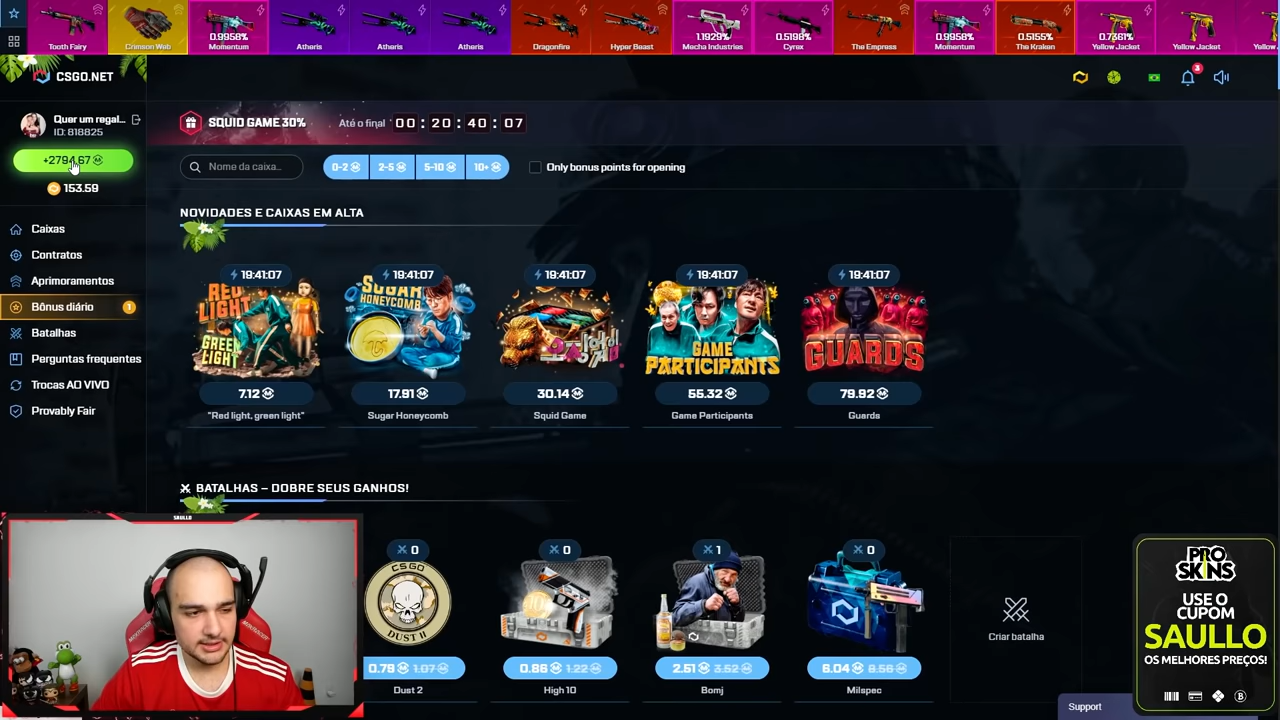 Tooth Fairy
Crimson Web
0.9958%
Momentum
Atheris
Atheris
Atheris
Dragonfire
Hyper Beast
1.1929%
Mecha Industries
0.5198%
Cyrex
The Empress
0.9958%
Momentum
0.5155%
The Kraken
0.7361%
Yellow Jacket
Yellow Jacket
Yellow
CSGO.NET
3
Quer um regal...
ID: 818825
+2794.67
153.59
SQUID GAME 30%
Até o final
00 : 20 : 40 : 07
Nome da caixa...
0-2
2-5
5-10
10+
Only bonus points for opening
Caixas
Contratos
Aprimoramentos
Bônus diário
1
Batalhas
Perguntas frequentes
Trocas AO VIVO
Provably Fair
NOVIDADES E CAIXAS EM ALTA
19:41:07
RED LIGHT
GREEN LIGHT
7.12
"Red light, green light"
19:41:07
SUGAR HONEYCOMB
17.91
Sugar Honeycomb
19:41:07
30.14
Squid Game
19:41:07
GAME PARTICIPANTS
55.32
Game Participants
19:41:07
GUARDS
79.92
Guards
BATALHAS – DOBRE SEUS GANHOS!
SAULLO
0
CSGO
DUST II
0.79 1.07
Dust 2
0
0.86 1.22
High 10
1
2.51 3.52
Bomj
0
6.04 8.56
Milspec
Criar batalha
PRO
SKINS
USE O
CUPOM
SAULLO
OS MELHORES PREÇOS!
Support